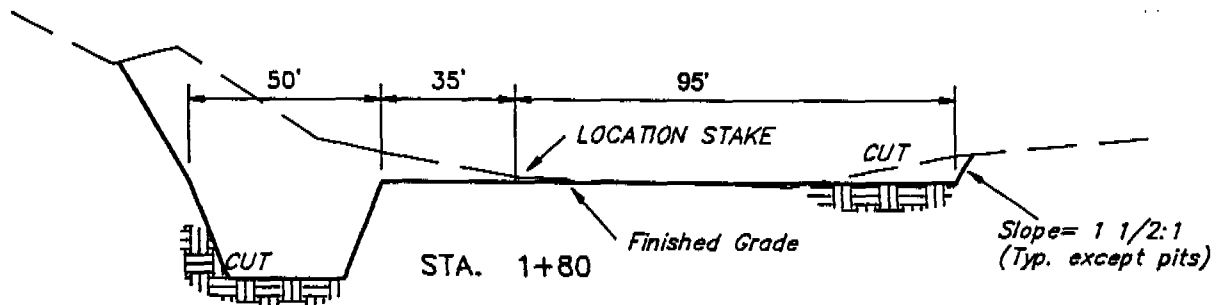 50'
35'
95'
LOCATION STAKE
CUT
Finished Grade
Slope= 1 1/2:1
(Typ. except pits)
CUT
STA. 1+80